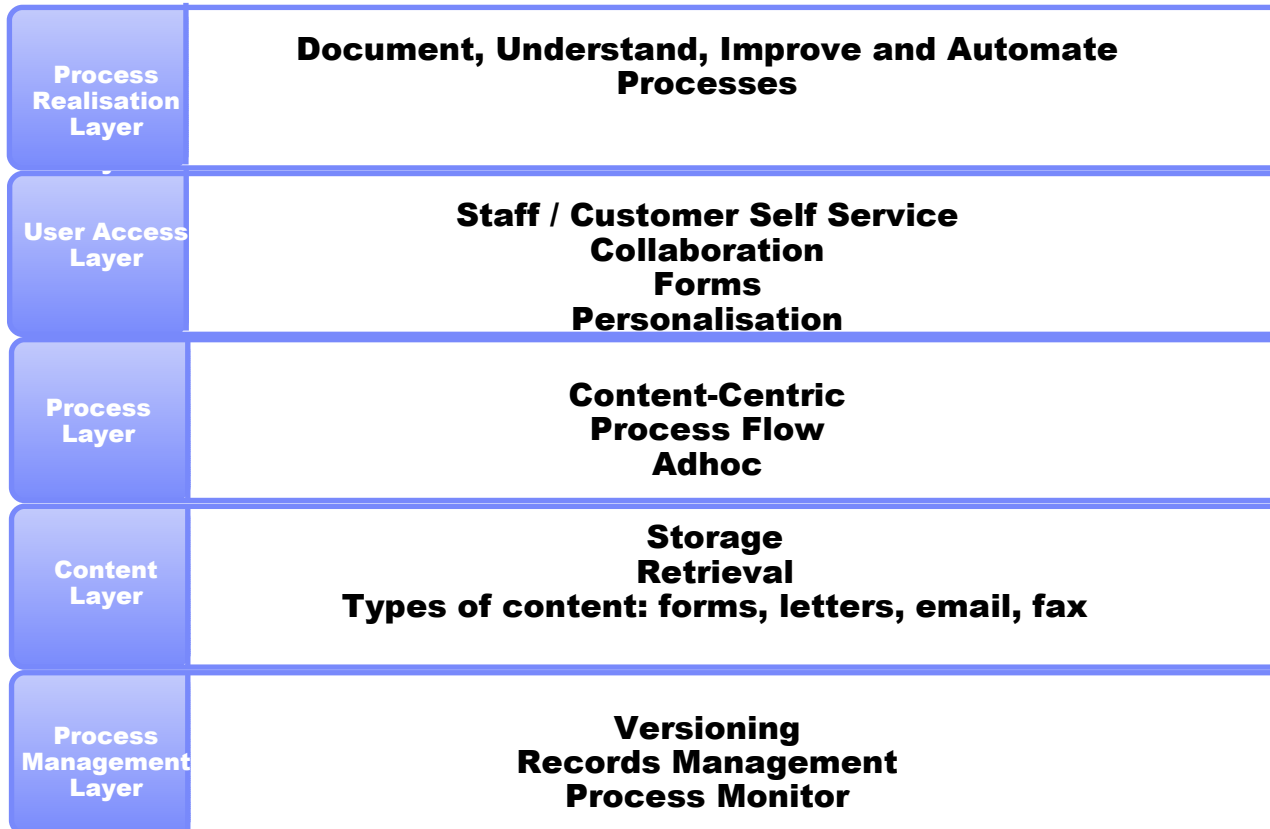 Process
Realisation
Layer
Document, Understand, Improve and Automate
Processes
User Access
Layer
Staff / Customer Self Service
Collaboration
Forms
Personalisation
Process
Layer
Content-Centric
Process Flow
Adhoc
Content
Layer
Storage
Retrieval
Types of content: forms, letters, email, fax
Process
Management
Layer
Versioning
Records Management
Process Monitor